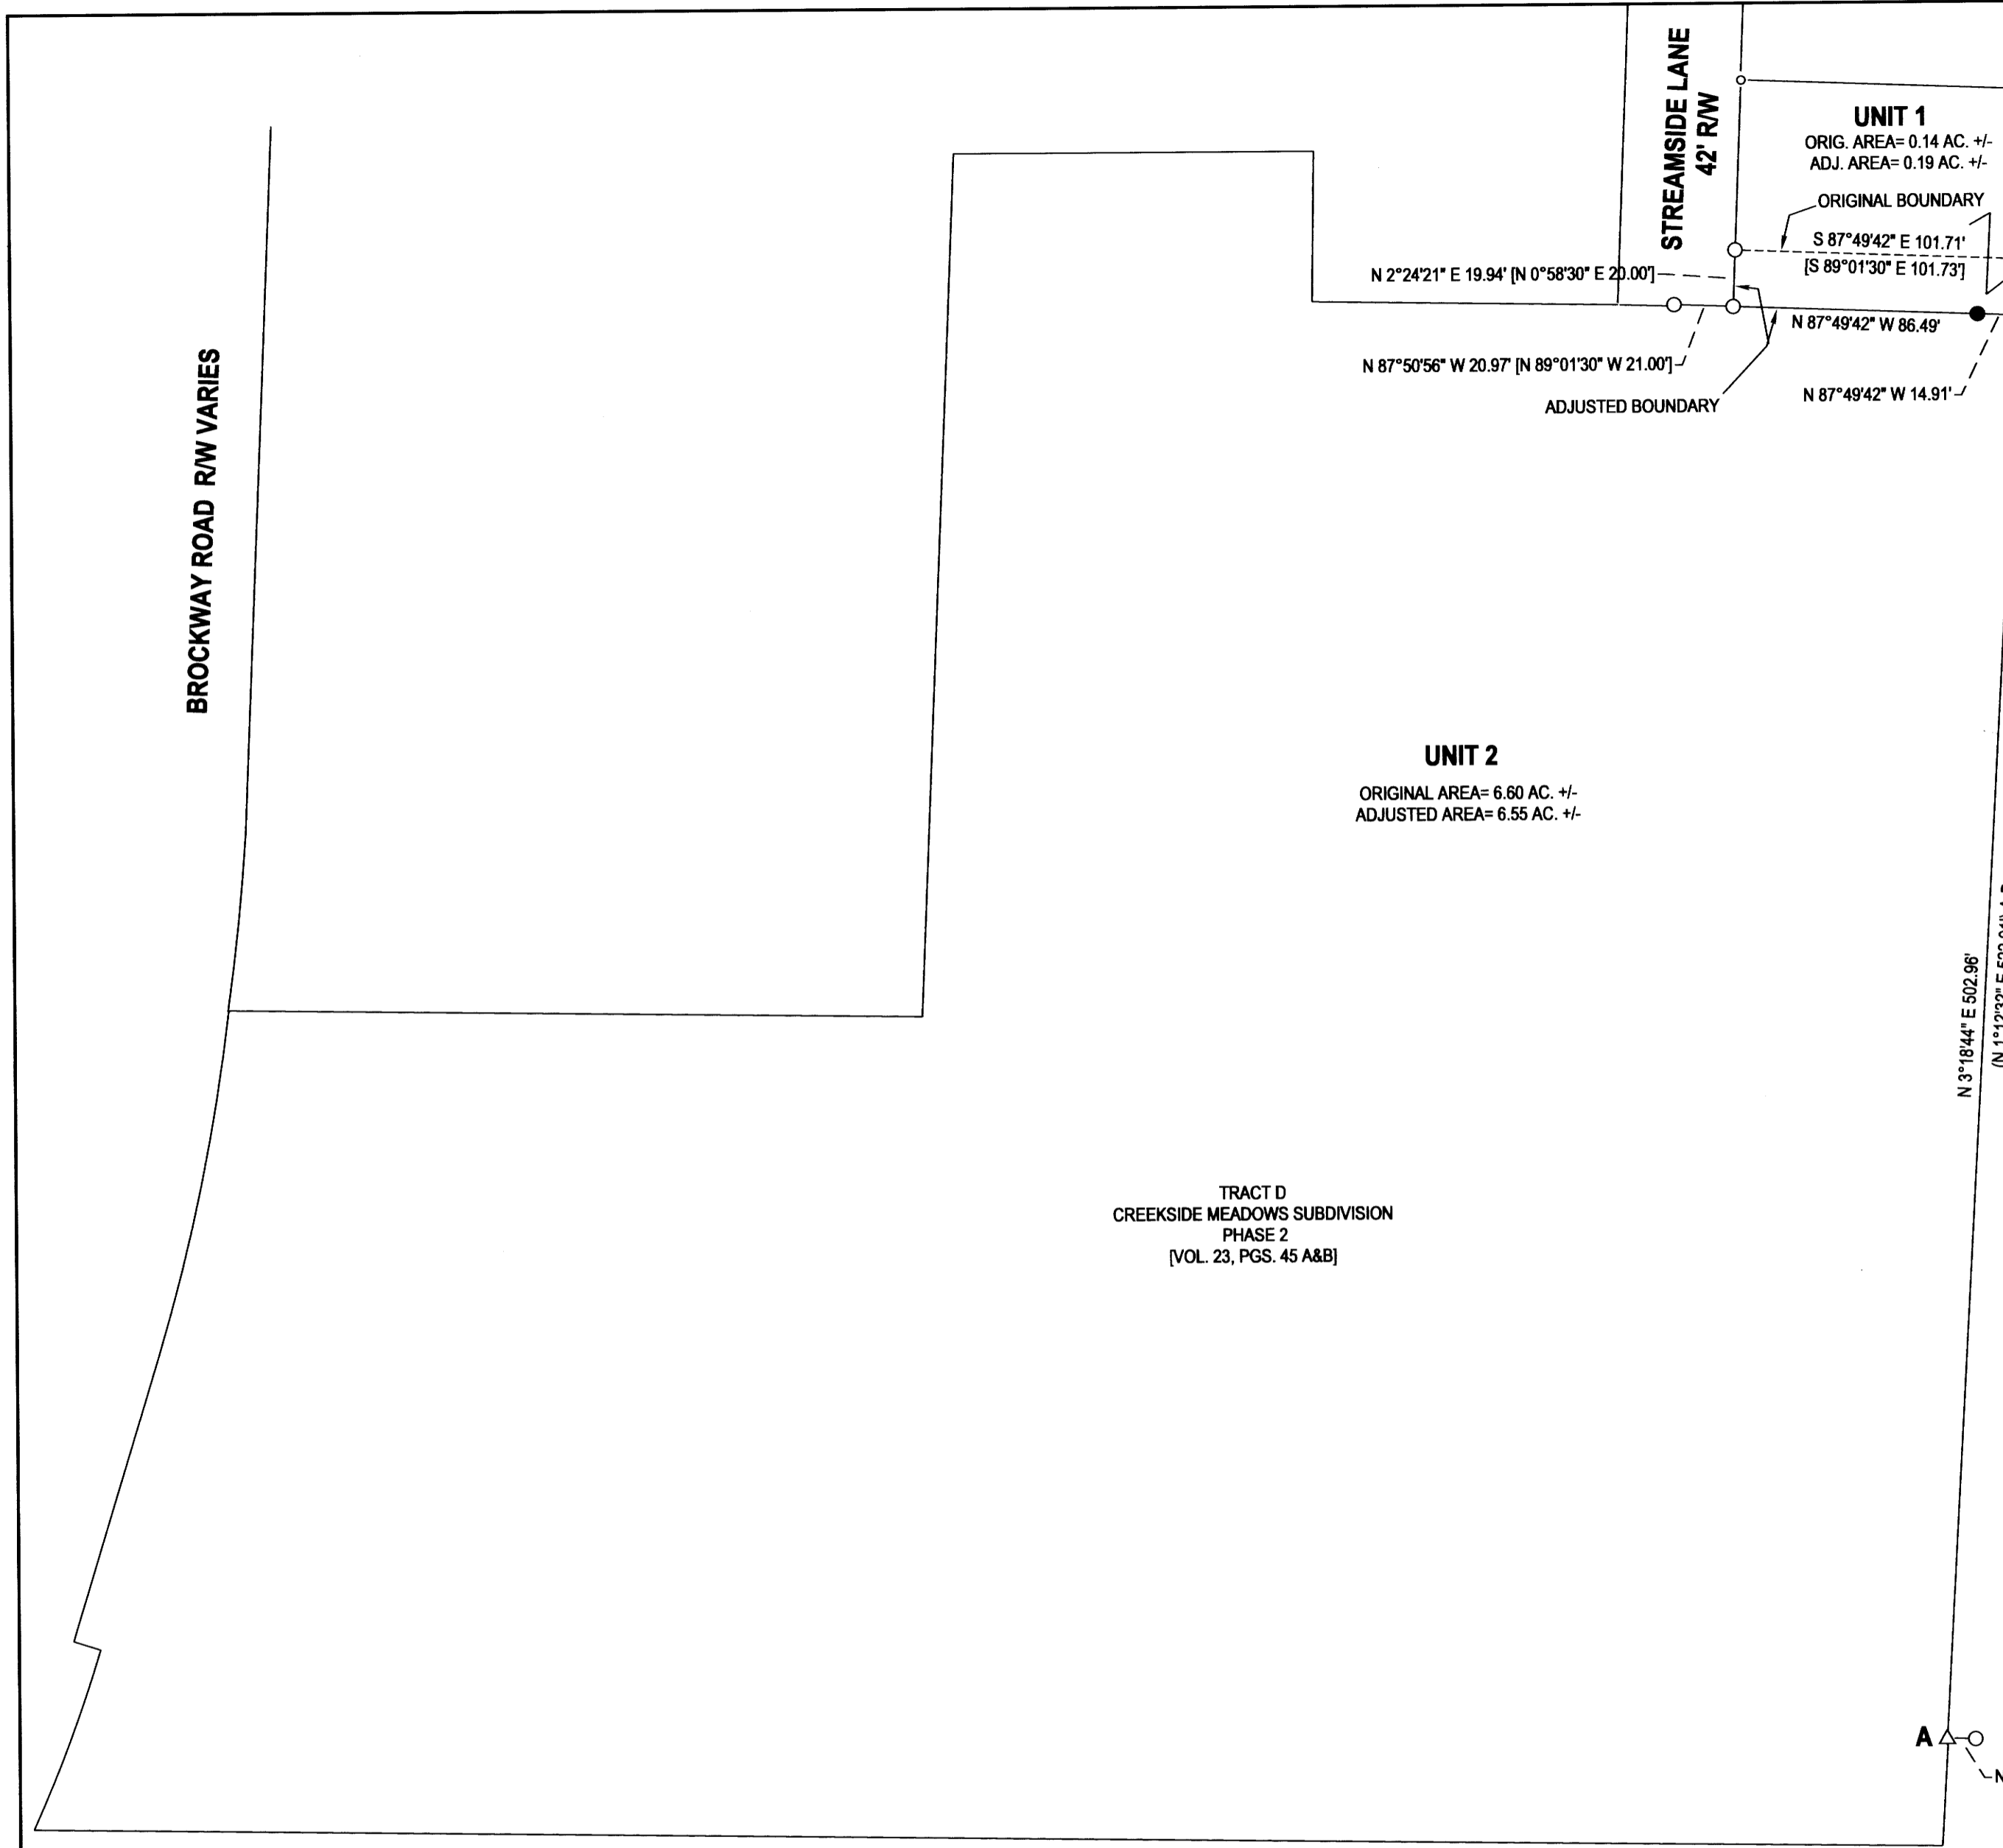 STREAMSIDE LANE
42' R/W
UNIT 1
ORIG. AREA= 0.14 AC. +/-
ADJ. AREA= 0.19 AC. +/-
ORIGINAL BOUNDARY
S 87°49'42" E 101.71'
[S 89°01'30" E 101.73']
N 2°24'21" E 19.94' [N 0°58'30" E 20.00']
N 87°49'42" W 86.49'
N 87°50'56" W 20.97' [N 89°01'30" W 21.00']
N 87°49'42" W 14.91'
ADJUSTED BOUNDARY
BROCKWAY ROAD R/W VARIES
UNIT 2
ORIGINAL AREA= 6.60 AC. +/-
ADJUSTED AREA= 6.55 AC. +/-
N 3°18'44" E 502.96'
TRACT D
CREEKSIDE MEADOWS SUBDIVISION
PHASE 2
[VOL. 23, PGS. 45 A&B]
A
N